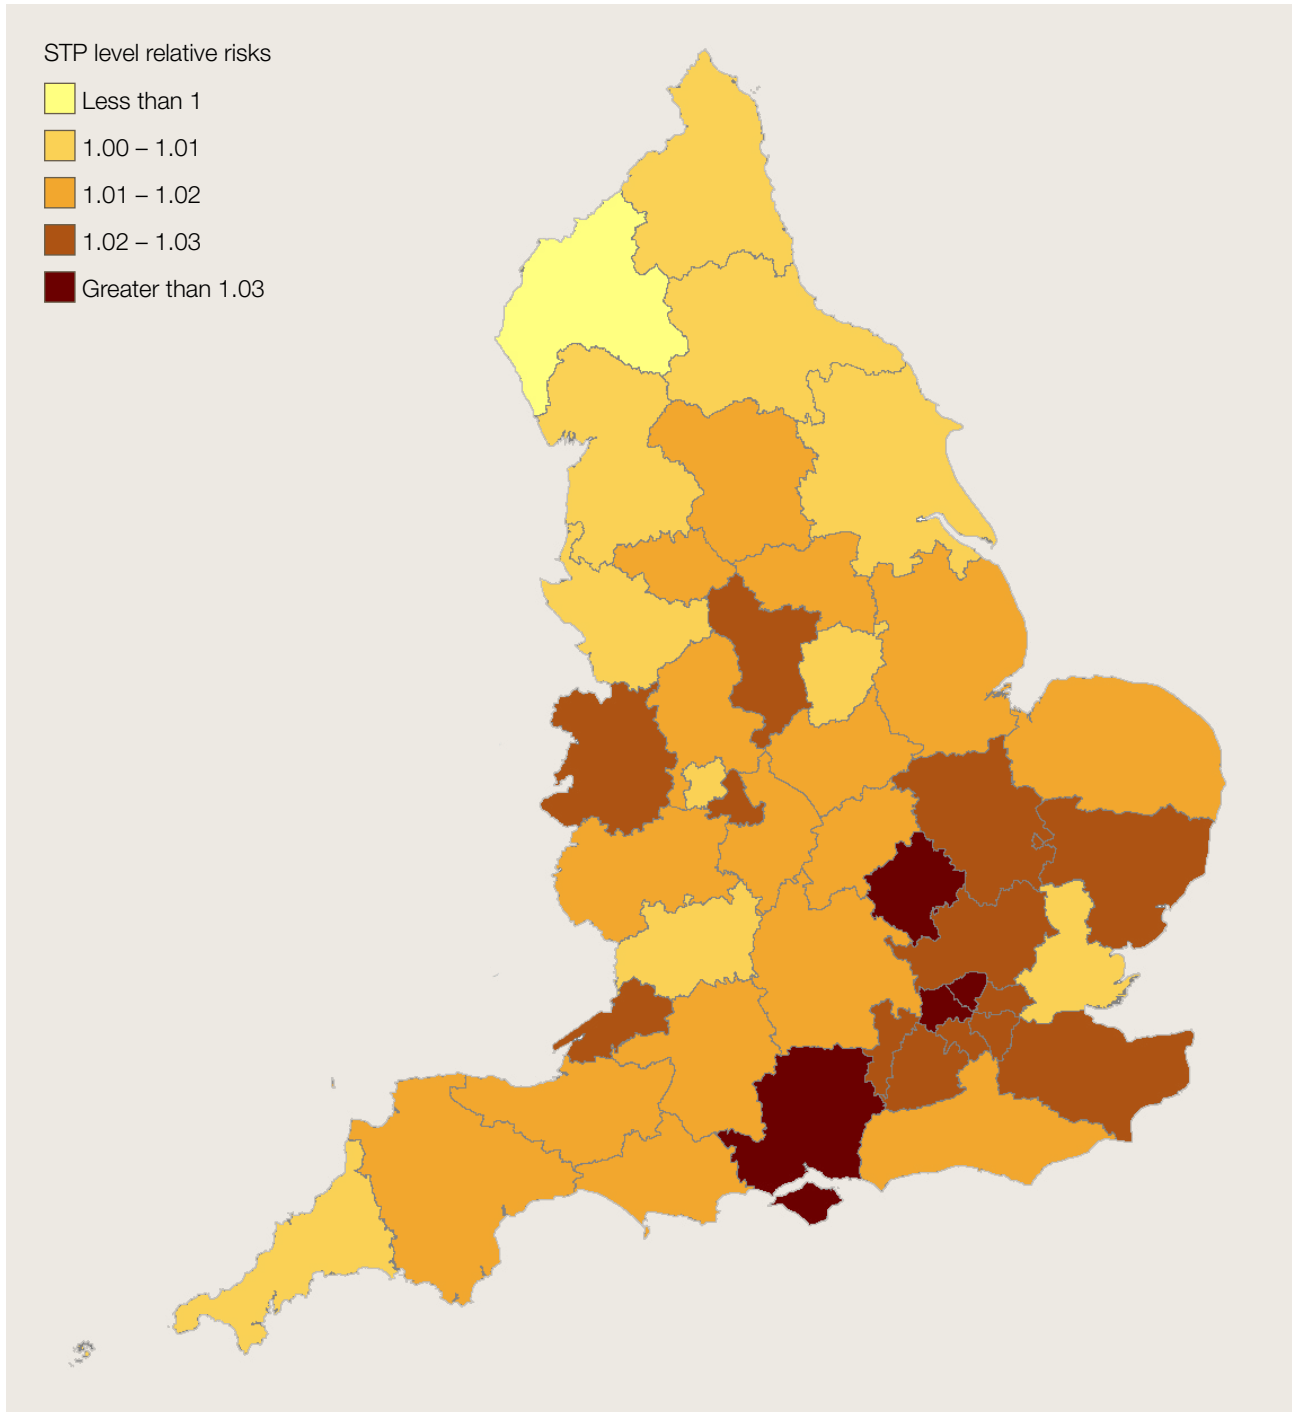 STP level relative risks
Less than 1
1.00 – 1.01
1.01 – 1.02
1.02 – 1.03
Greater than 1.03